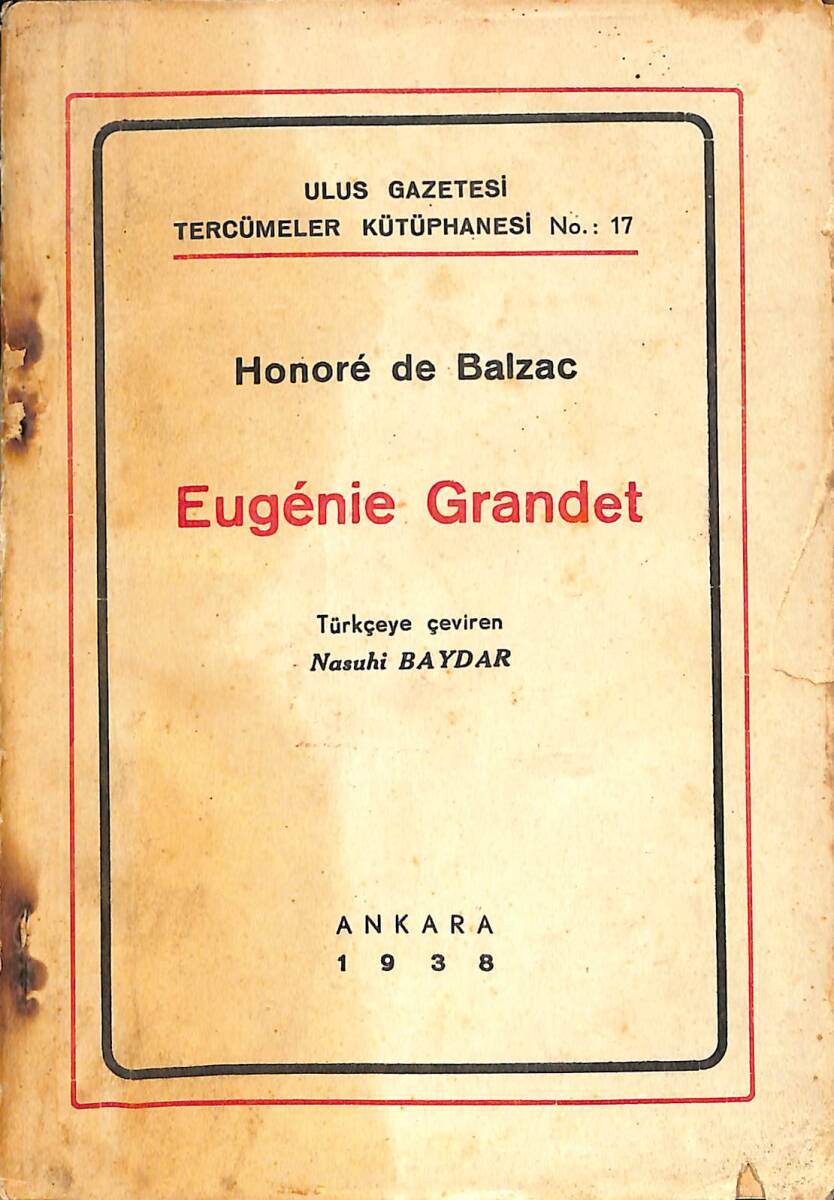 ULUS GAZETESİ
TERCÜMELER KÜTÜPHANESİ No.: 17
Honoré de Balzac
Eugénie Grandet
Türkçeye çeviren
Nasuhi BAYDAR
ANKARA
1938